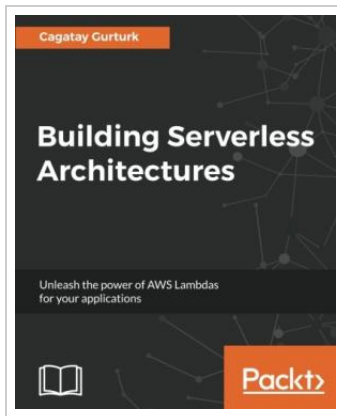 Cagatay Gurturk
Building Serverless
Architectures
Unleash the power of AWS Lambdas
for your applications
Packt>